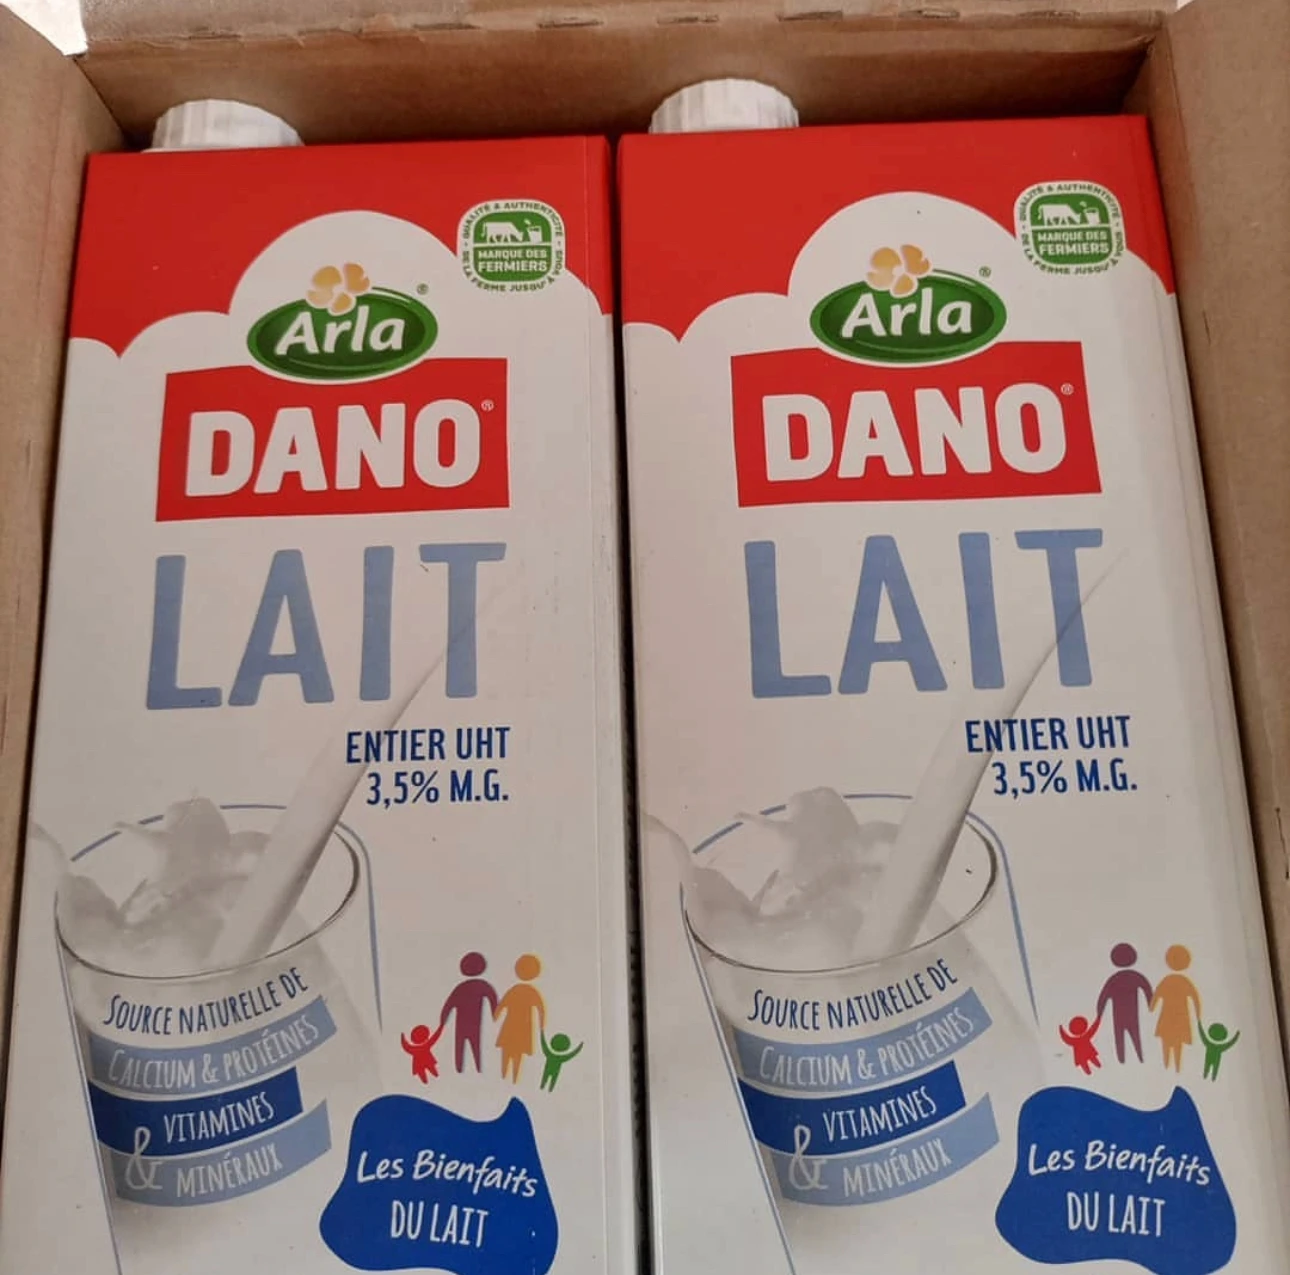 QUALITÉ & AUTHENTICITÉ - DE LA FERME JUSQU'À VOUS -
MARQUE DES
FERMIERS
Arla®
DANO®
LAIT
ENTIER UHT
3,5% M.G.
SOURCE NATURELLE DE
CALCIUM & PROTÉINES
VITAMINES
& MINÉRAUX
Les Bienfaits
DU LAIT
QUALITÉ & AUTHENTICITÉ - DE LA FERME JUSQU'À VOUS -
MARQUE DES
FERMIERS
Arla®
DANO®
LAIT
ENTIER UHT
3,5% M.G.
SOURCE NATURELLE DE
CALCIUM & PROTÉINES
VITAMINES
& MINÉRAUX
Les Bienfaits
DU LAIT